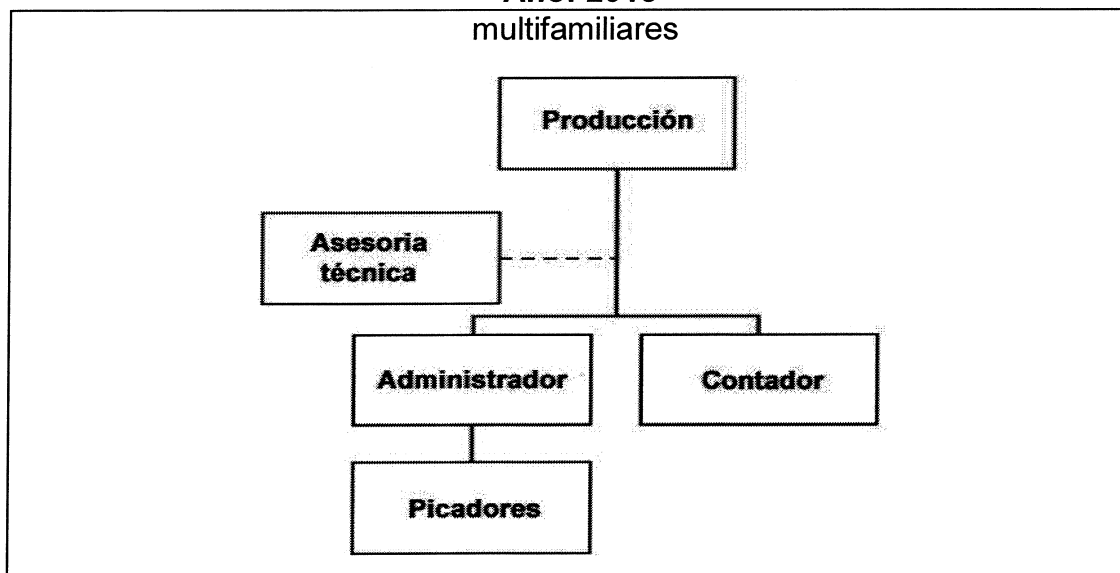 multifamiliares
Producción
Asesoria
técnica
Administrador
Contador
Picadores